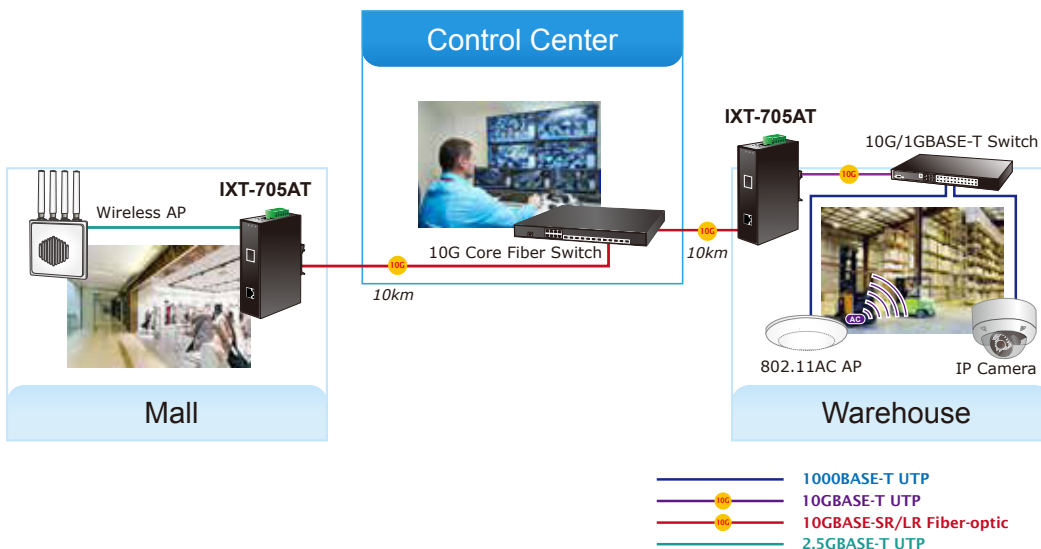 Control Center
IXT-705AT
10G/1GBASE-T Switch
10G
IXT-705AT
Wireless AP
10G Core Fiber Switch
10G
10km
10G
10km
AC
802.11AC AP
IP Camera
Mall
Warehouse
1000BASE-T UTP
10G
10GBASE-T UTP
10G
10GBASE-SR/LR Fiber-optic
2.5GBASE-T UTP